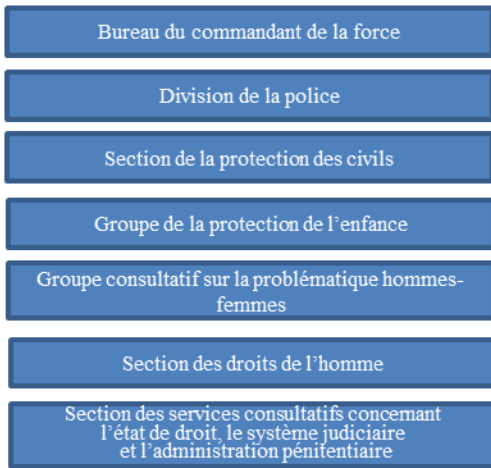 Bureau du commandant de la force
Division de la police
Section de la protection des civils
Groupe de la protection de l’enfance
Groupe consultatif sur la problématique hommes-
femmes
Section des droits de l’homme
Section des services consultatifs concernant
l’état de droit, le système judiciaire
et l’administration pénitentiaire